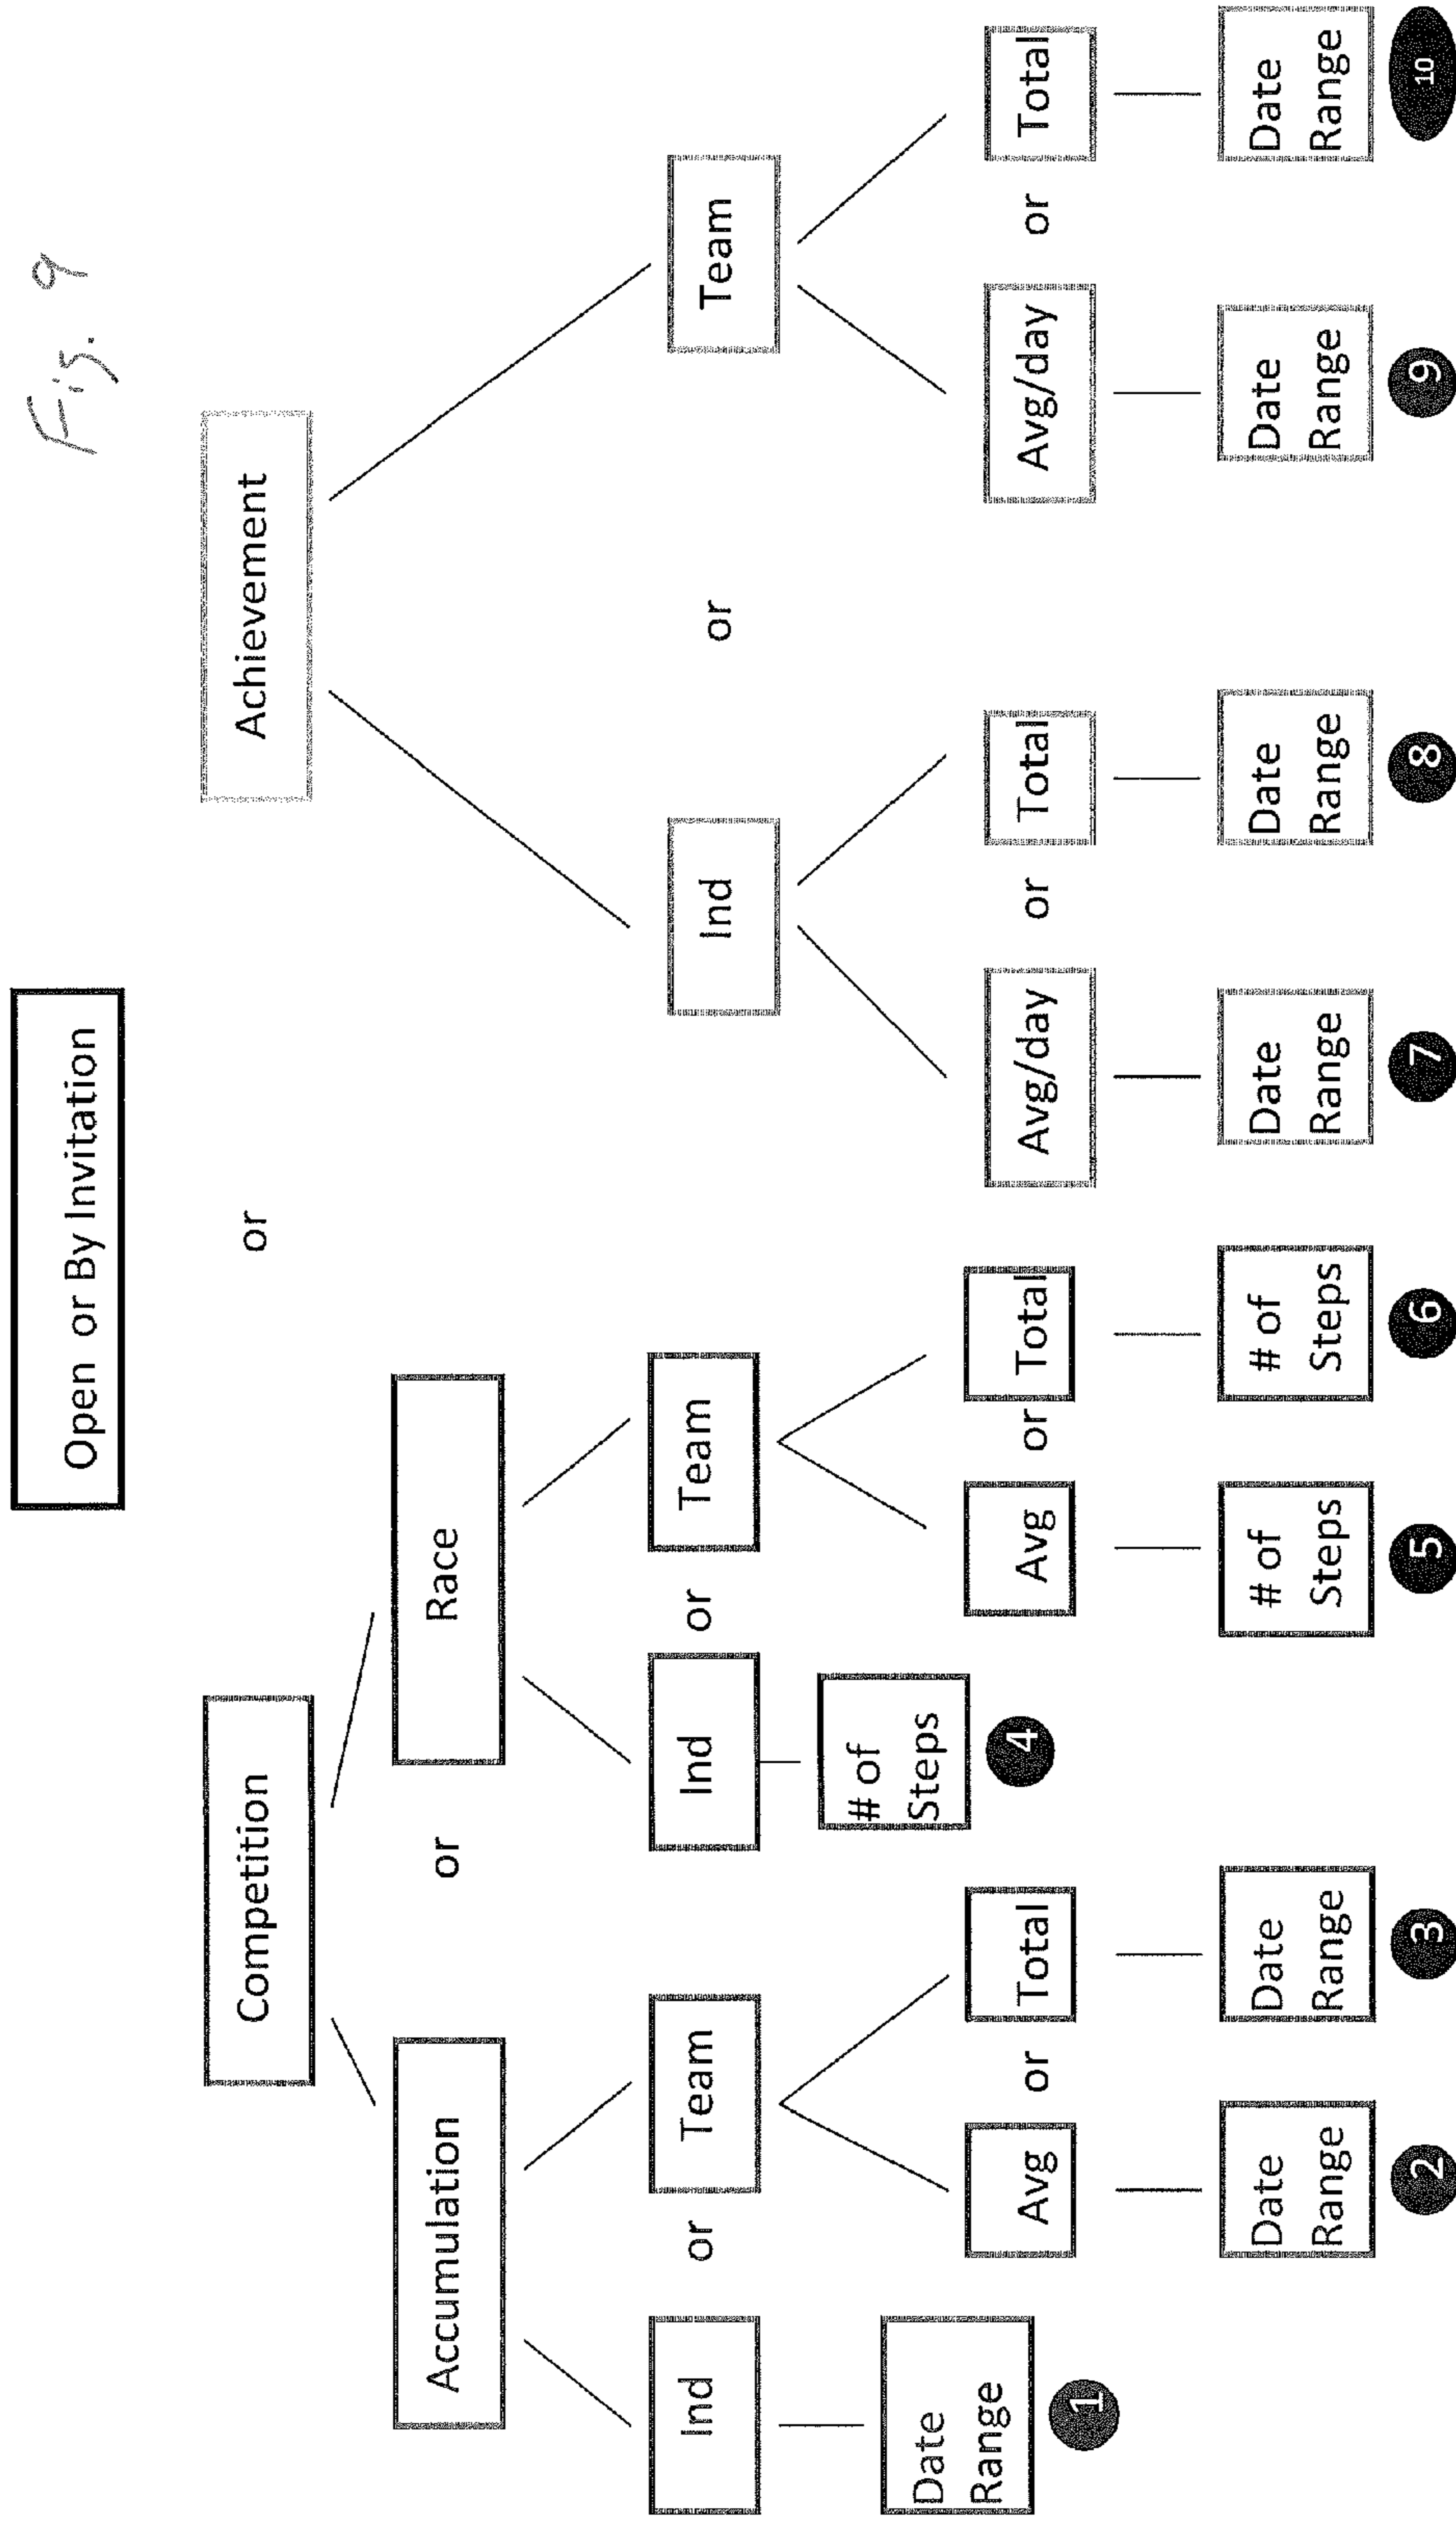 Fig. 9
Open or By Invitation
Competition
or
Achievement
Accumulation
or
Race
Ind
or
Team
Ind
or
Team
Ind
or
Team
Date
Range
1
# of
Steps
4
Avg
or
Total
Avg
or
Total
Avg/day
or
Total
Avg/day
or
Total
Date
Range
Date
Range
# of
Steps
# of
Steps
Date
Range
Date
Range
Date
Range
Date
Range
2
3
5
6
7
8
9
10